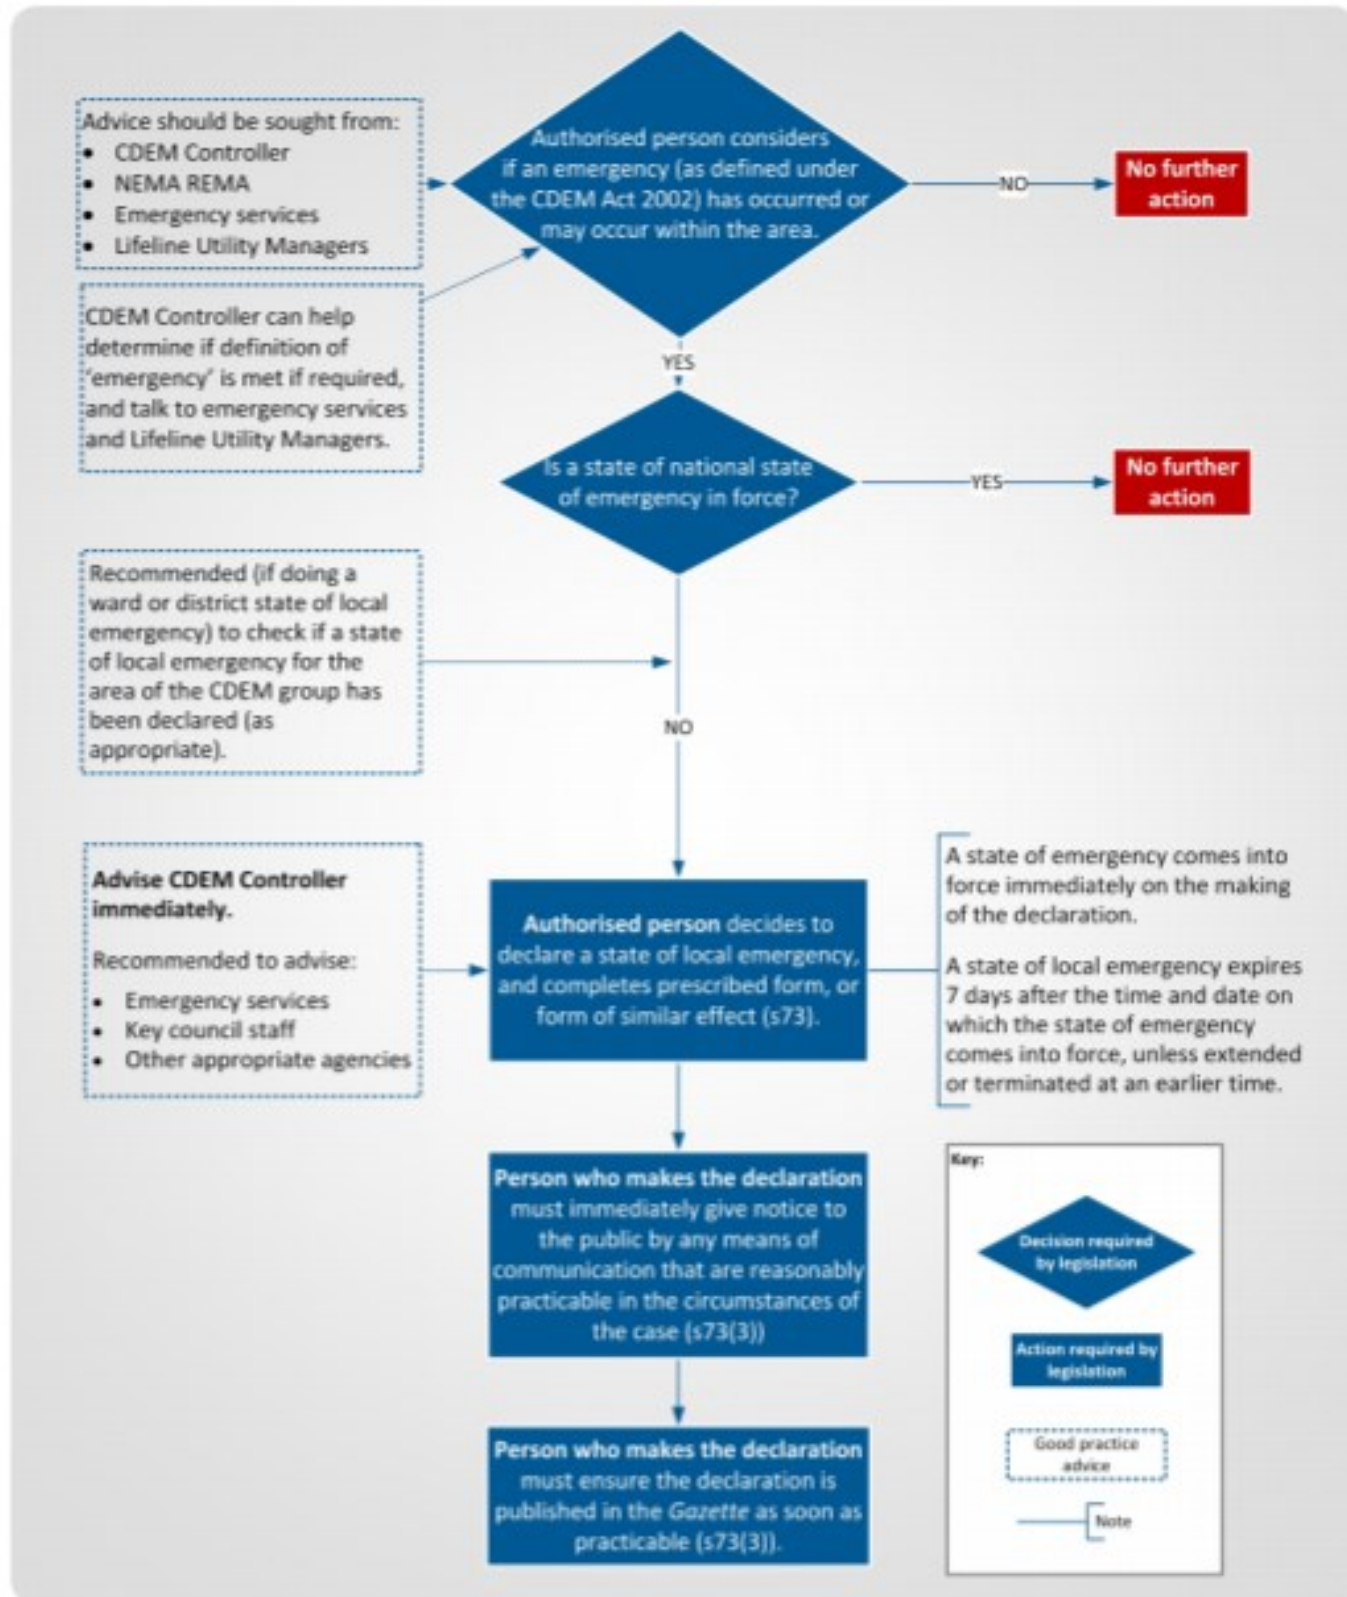 Authorised person considers
if an emergency (as defined under
the CDEM Act 2002) has occurred or
may occur within the area.
Advice should be sought from:
• CDEM Controller
• NEMA REMA
• Emergency services
• Lifeline Utility Managers
NO
No further
action
CDEM Controller can help
determine if definition of
'emergency' is met if required,
and talk to emergency services
and Lifeline Utility Managers.
YES
Is a state of national state
of emergency in force?
YES
No further
action
Recommended (if doing a
ward or district state of local
emergency) to check if a state
of local emergency for the
area of the CDEM group has
been declared (as
appropriate).
NO
Advise CDEM Controller
immediately.
Recommended to advise:
• Emergency services
• Key council staff
• Other appropriate agencies
Authorised person decides to
declare a state of local emergency,
and completes prescribed form, or
form of similar effect (s73).
A state of emergency comes into
force immediately on the making
of the declaration.
A state of local emergency expires
7 days after the time and date on
which the state of emergency
comes into force, unless extended
or terminated at an earlier time.
Person who makes the declaration
must immediately give notice to
the public by any means of
communication that are reasonably
practicable in the circumstances of
the case (s73(3))
Person who makes the declaration
must ensure the declaration is
published in the Gazette as soon as
practicable (s73(3)).
Key:
Decision required
by legislation
Action required by
legislation
Good practice
advice
Note